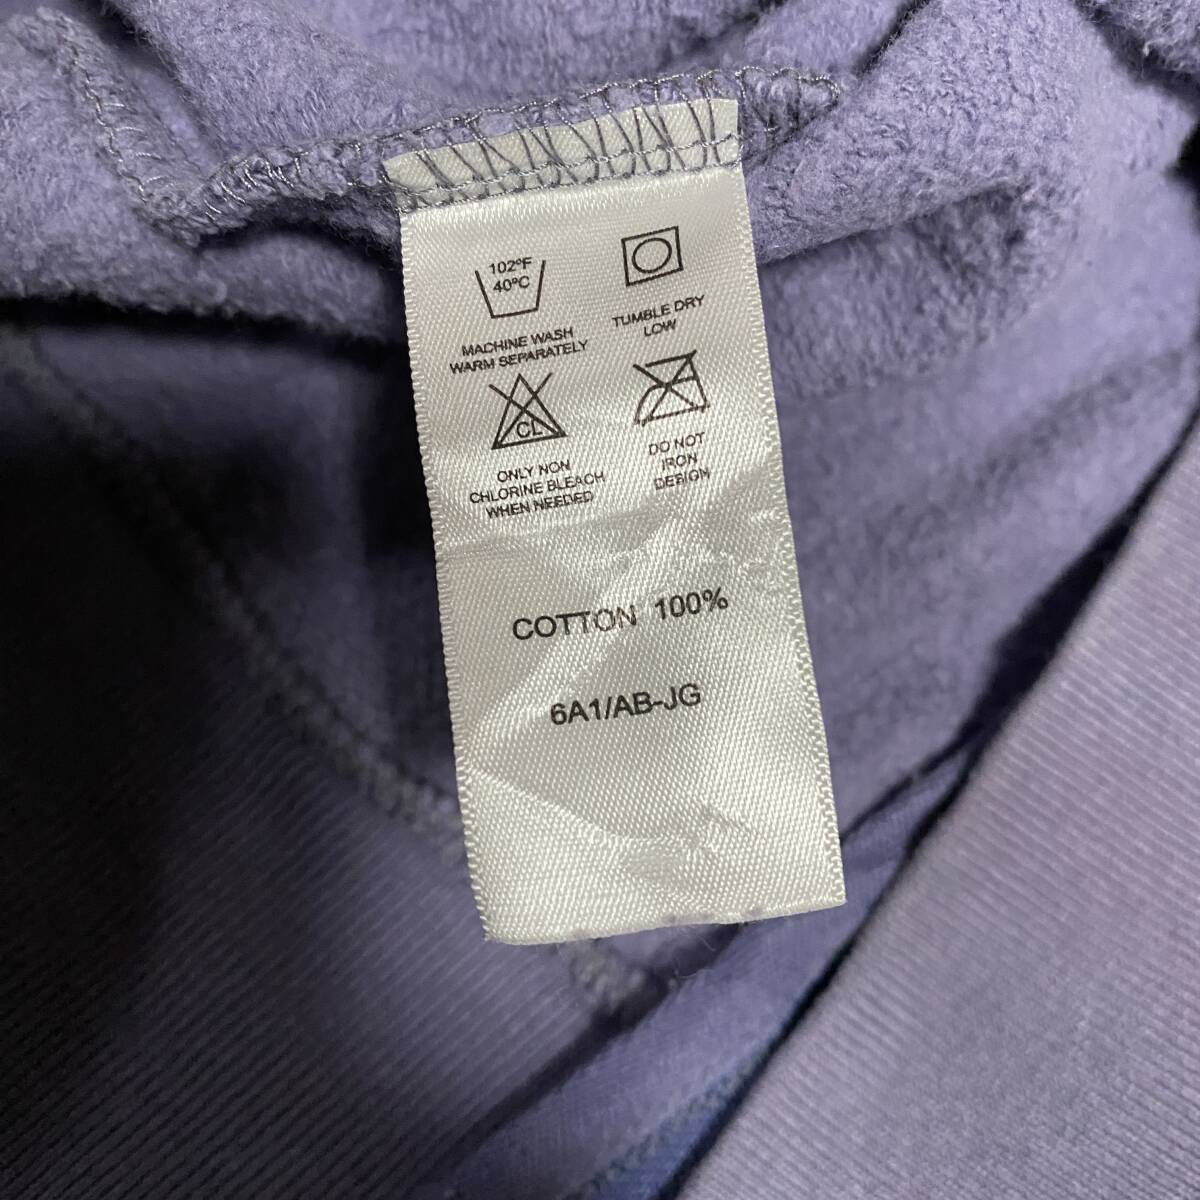 102°F
40°C
MACHINE WASH
WARM SEPARATELY
TUMBLE DRY
LOW
CL
ONLY NON
CHLORINE BLEACH
WHEN NEEDED
DO NOT
IRON
DESIGN
COTTON 100%
6A1/AB-JG